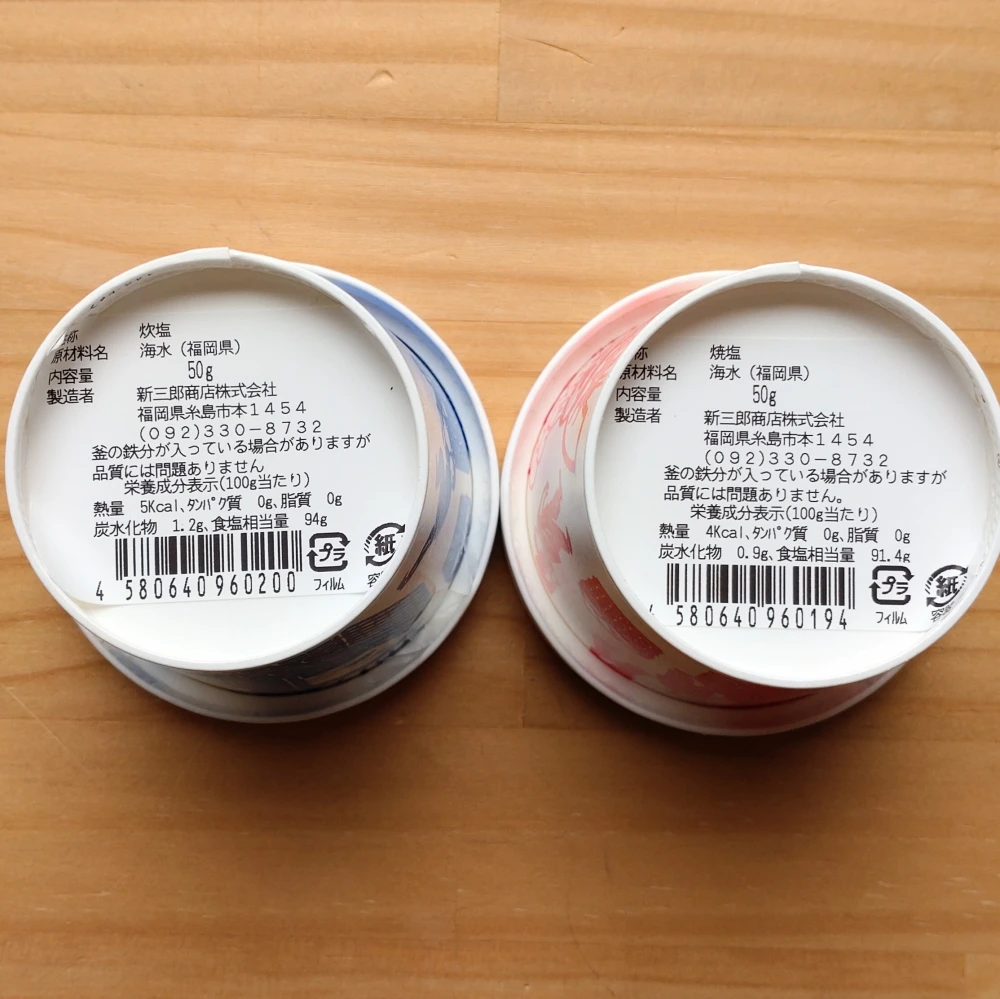 称 炊塩
原材料名 海水（福岡県）
内容量 50g
製造者 新三郎商店株式会社
福岡県糸島市本１４５４
(０９２)３３０－８７３２
釜の鉄分が入っている場合がありますが
品質には問題ありません
栄養成分表示(100g当たり)
熱量 5Kcal､ﾀﾝﾊﾟｸ質 0g､脂質 0g
炭水化物 1.2g､食塩相当量 94g
4 580640 960200
プラ
フィルム
紙
称 焼塩
原材料名 海水（福岡県）
内容量 50g
製造者 新三郎商店株式会社
福岡県糸島市本１４５４
(０９２)３３０－８７３２
釜の鉄分が入っている場合がありますが
品質には問題ありません。
栄養成分表示(100g当たり)
熱量 4Kcal､ﾀﾝﾊﾟｸ質 0g､脂質 0g
炭水化物 0.9g､食塩相当量 91.4g
4 580640 960194
プラ
フィルム
紙